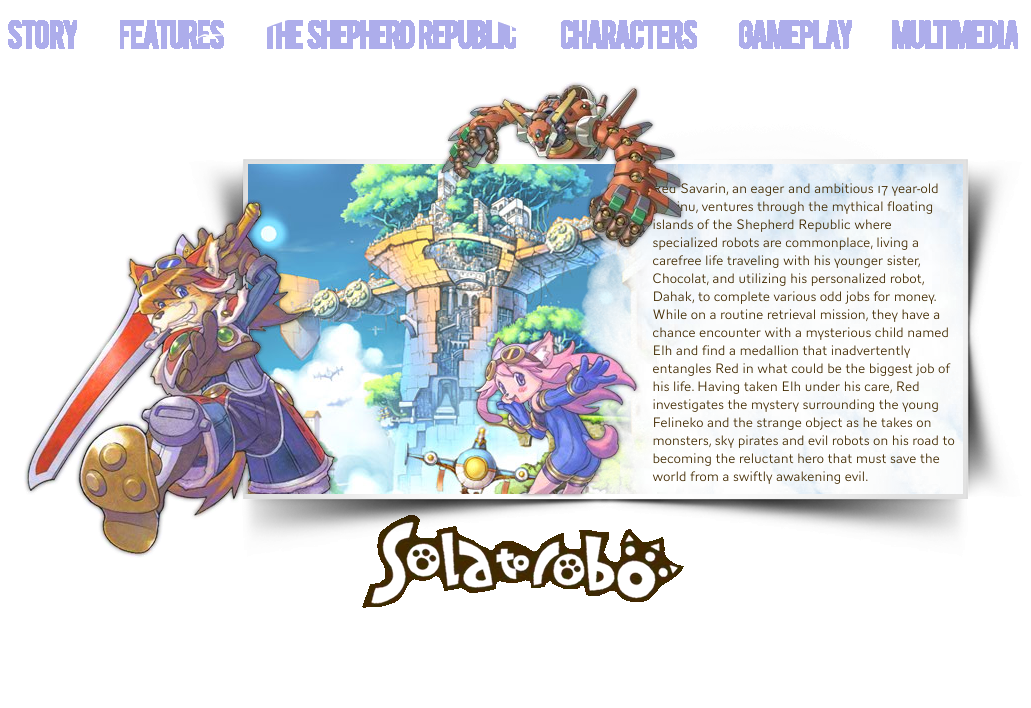 STORY
FEATURES
THE SHEPHERD REPUBLIC
CHARACTERS
GAMEPLAY
MULTIMEDIA
Red Savarin, an eager and ambitious 17 year-old
ventures through the mythical floating
islands of the Shepherd Republic where
specialized robots are commonplace, living a
carefree life traveling with his younger sister,
Chocolat, and utilizing his personalized robot,
Dahak, to complete various odd jobs for money.
While on a routine retrieval mission, they have a
chance encounter with a mysterious child named
Elh and find a medallion that inadvertently
entangles Red in what could be the biggest job of
his life. Having taken Elh under his care, Red
investigates the mystery surrounding the young
Felineko and the strange object as he takes on
monsters, sky pirates and evil robots on his road to
becoming the reluctant hero that must save the
world from a swiftly awakening evil.
Solatorobo